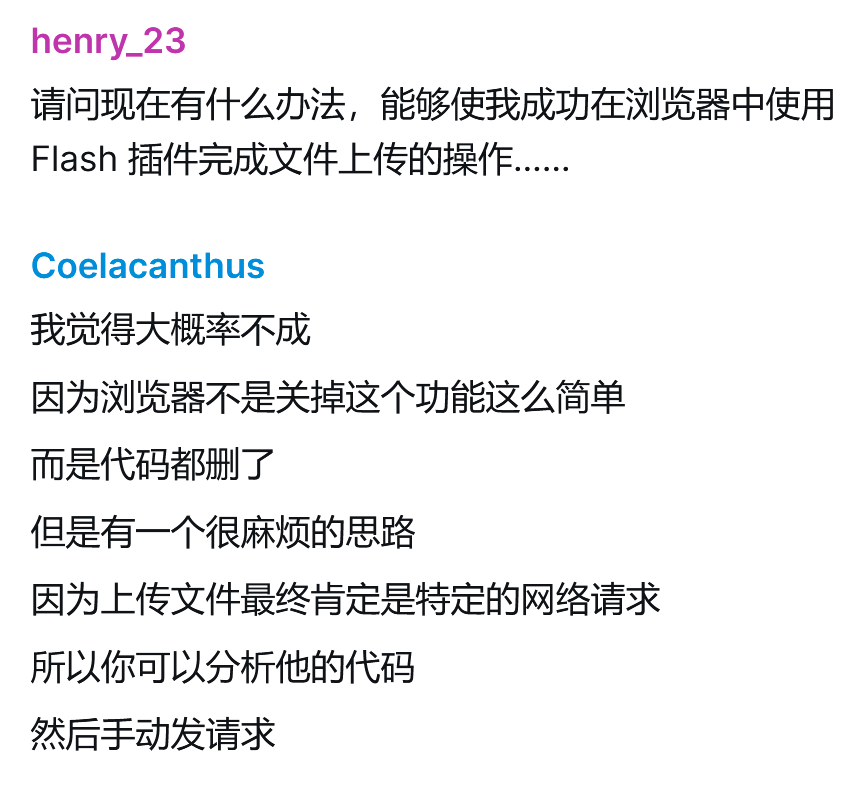 henry_23
请问现在有什么办法，能够使我成功在浏览器中使用
Flash 插件完成文件上传的操作……
Coelacanthus
我觉得大概率不成
因为浏览器不是关掉这个功能这么简单
而是代码都删了
但是有一个很麻烦的思路
因为上传文件最终肯定是特定的网络请求
所以你可以分析他的代码
然后手动发请求